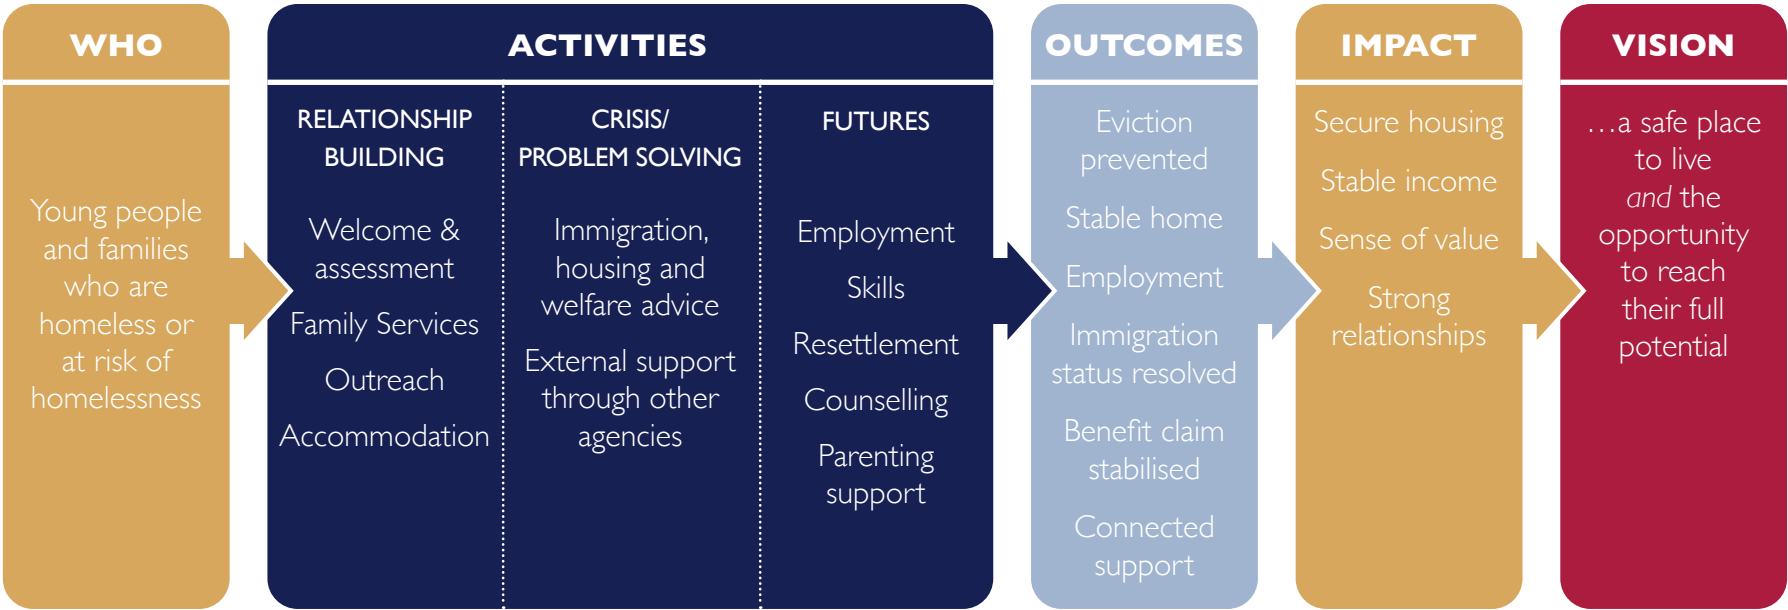 WHO
Young people
and families
who are
homeless or
at risk of
homelessness
ACTIVITIES
RELATIONSHIP
BUILDING
Welcome &
assessment
Family Services
Outreach
Accommodation
CRISIS/
PROBLEM SOLVING
Immigration,
housing and
welfare advice
External support
through other
agencies
FUTURES
Employment
Skills
Resettlement
Counselling
Parenting
support
OUTCOMES
Eviction
prevented
Stable home
Employment
Immigration
status resolved
Benefit claim
stabilised
Connected
support
IMPACT
Secure housing
Stable income
Sense of value
Strong
relationships
VISION
…a safe place
to live
and the
opportunity
to reach
their full
potential